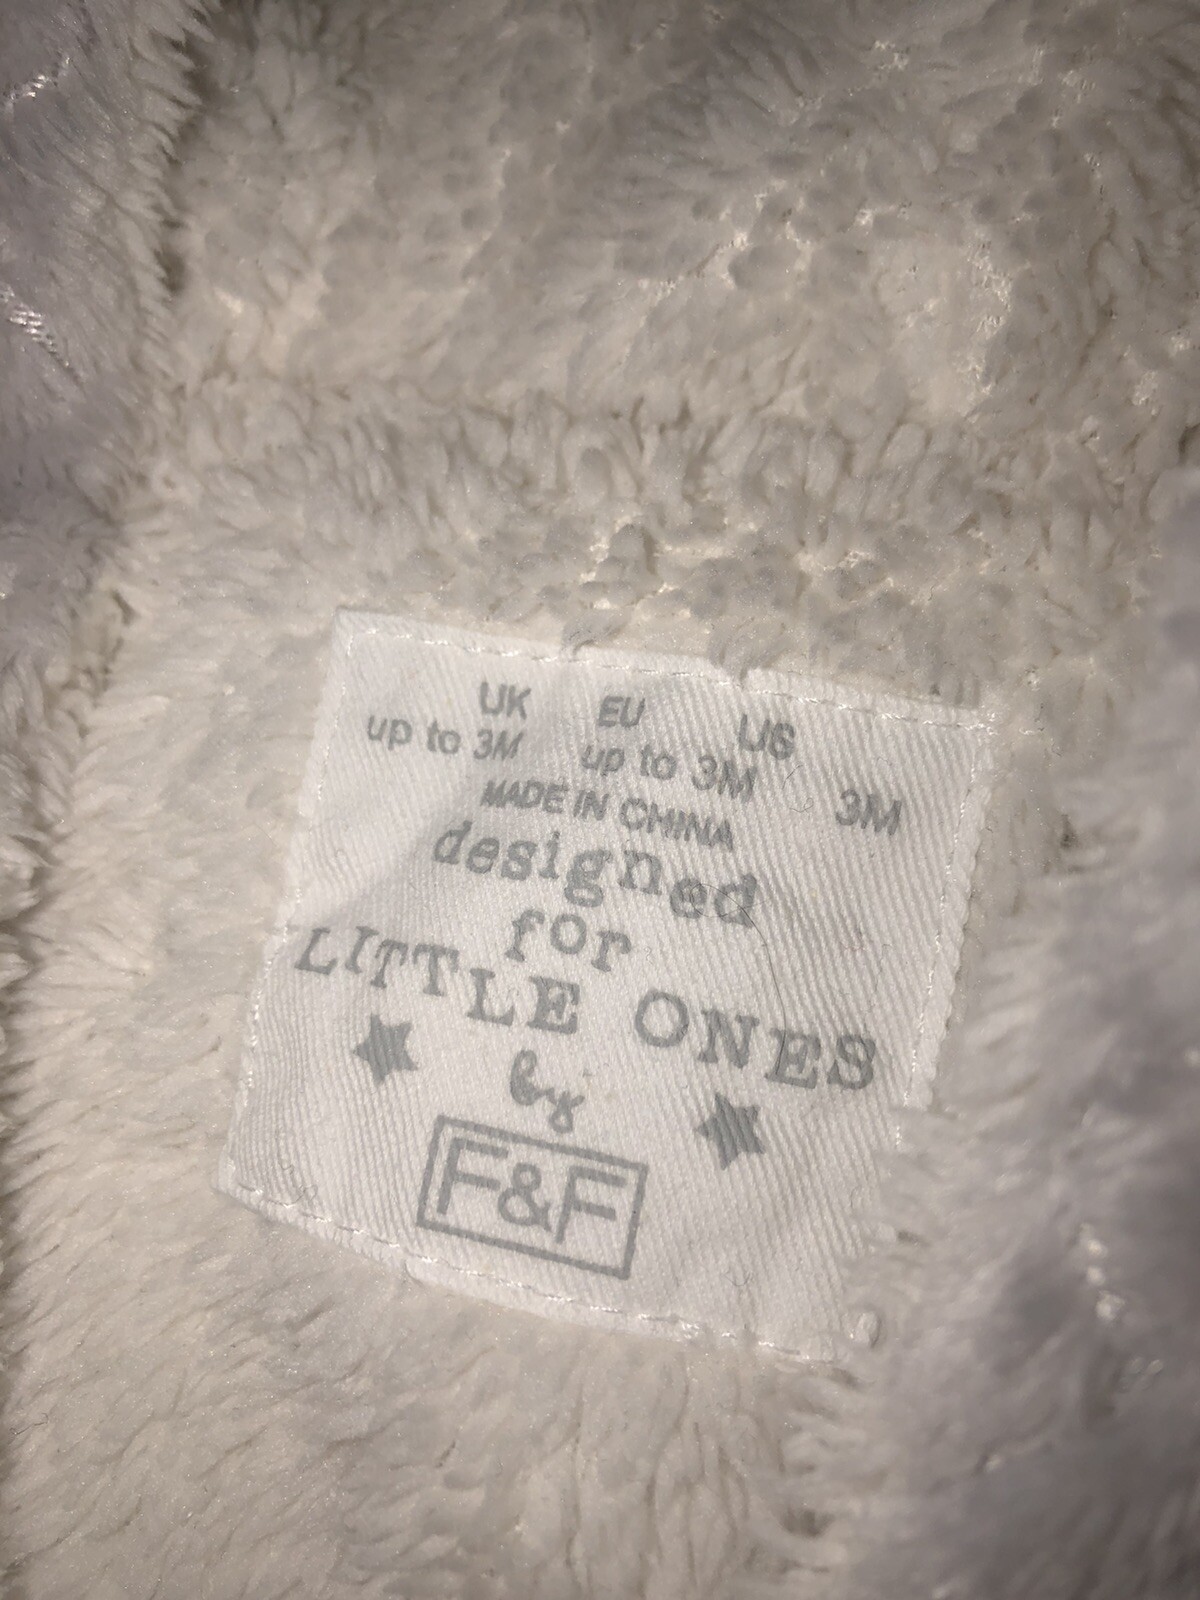 UK EU US
up to 3M up to 3M 3M
MADE IN CHINA
designed
for
LITTLE ONES
by
F&F